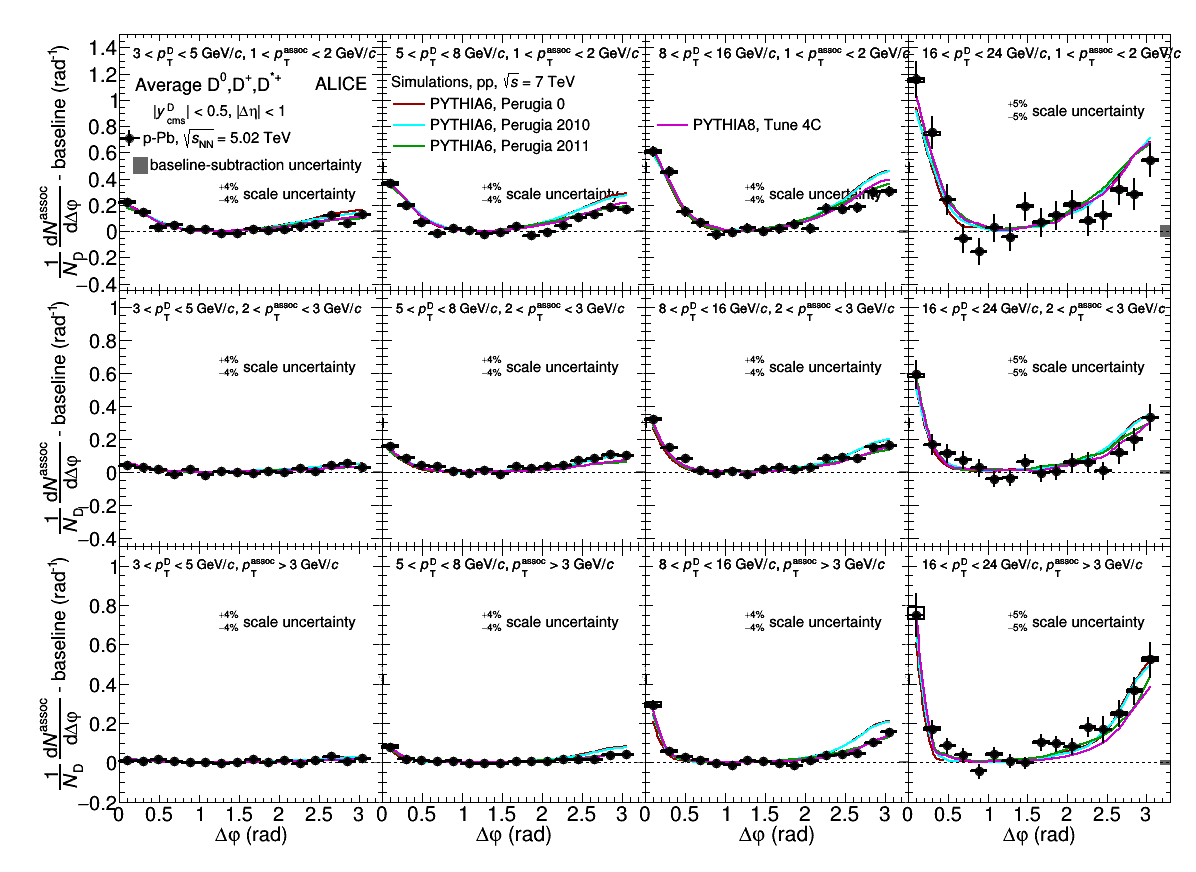 3 < p_T^D < 5 GeV/c, 1 < p_T^assoc < 2 GeV/c
5 < p_T^D < 8 GeV/c, 1 < p_T^assoc < 2 GeV/c
8 < p_T^D < 16 GeV/c, 1 < p_T^assoc < 2 GeV/c
16 < p_T^D < 24 GeV/c, 1 < p_T^assoc < 2 GeV/c
Average D^0,D^+,D^*+ ALICE
|y_cms^D| < 0.5, |Δη| < 1
p-Pb, √s_NN = 5.02 TeV
baseline-subtraction uncertainty
+4% −4% scale uncertainty
Simulations, pp, √s = 7 TeV
PYTHIA6, Perugia 0
PYTHIA6, Perugia 2010
PYTHIA6, Perugia 2011
+4% −4% scale uncertainty
PYTHIA8, Tune 4C
+4% −4% scale uncertainty
+5% −5% scale uncertainty
1/N_D dN^assoc/dΔφ - baseline (rad^-1)
1.4
1.2
1
0.8
0.6
0.4
0.2
0
−0.2
−0.4
3 < p_T^D < 5 GeV/c, 2 < p_T^assoc < 3 GeV/c
5 < p_T^D < 8 GeV/c, 2 < p_T^assoc < 3 GeV/c
8 < p_T^D < 16 GeV/c, 2 < p_T^assoc < 3 GeV/c
16 < p_T^D < 24 GeV/c, 2 < p_T^assoc < 3 GeV/c
+4% −4% scale uncertainty
+4% −4% scale uncertainty
+4% −4% scale uncertainty
+5% −5% scale uncertainty
1/N_D dN^assoc/dΔφ - baseline (rad^-1)
1
0.8
0.6
0.4
0.2
0
−0.2
−0.4
3 < p_T^D < 5 GeV/c, p_T^assoc > 3 GeV/c
5 < p_T^D < 8 GeV/c, p_T^assoc > 3 GeV/c
8 < p_T^D < 16 GeV/c, p_T^assoc > 3 GeV/c
16 < p_T^D < 24 GeV/c, p_T^assoc > 3 GeV/c
+4% −4% scale uncertainty
+4% −4% scale uncertainty
+4% −4% scale uncertainty
+5% −5% scale uncertainty
1/N_D dN^assoc/dΔφ - baseline (rad^-1)
1
0.8
0.6
0.4
0.2
0
−0.2
0 0.5 1 1.5 2 2.5 3
0 0.5 1 1.5 2 2.5 3
0 0.5 1 1.5 2 2.5 3
0 0.5 1 1.5 2 2.5 3
Δφ (rad)
Δφ (rad)
Δφ (rad)
Δφ (rad)